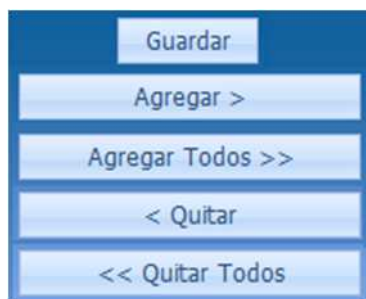 Guardar
Agregar >
Agregar Todos >>
< Quitar
<< Quitar Todos